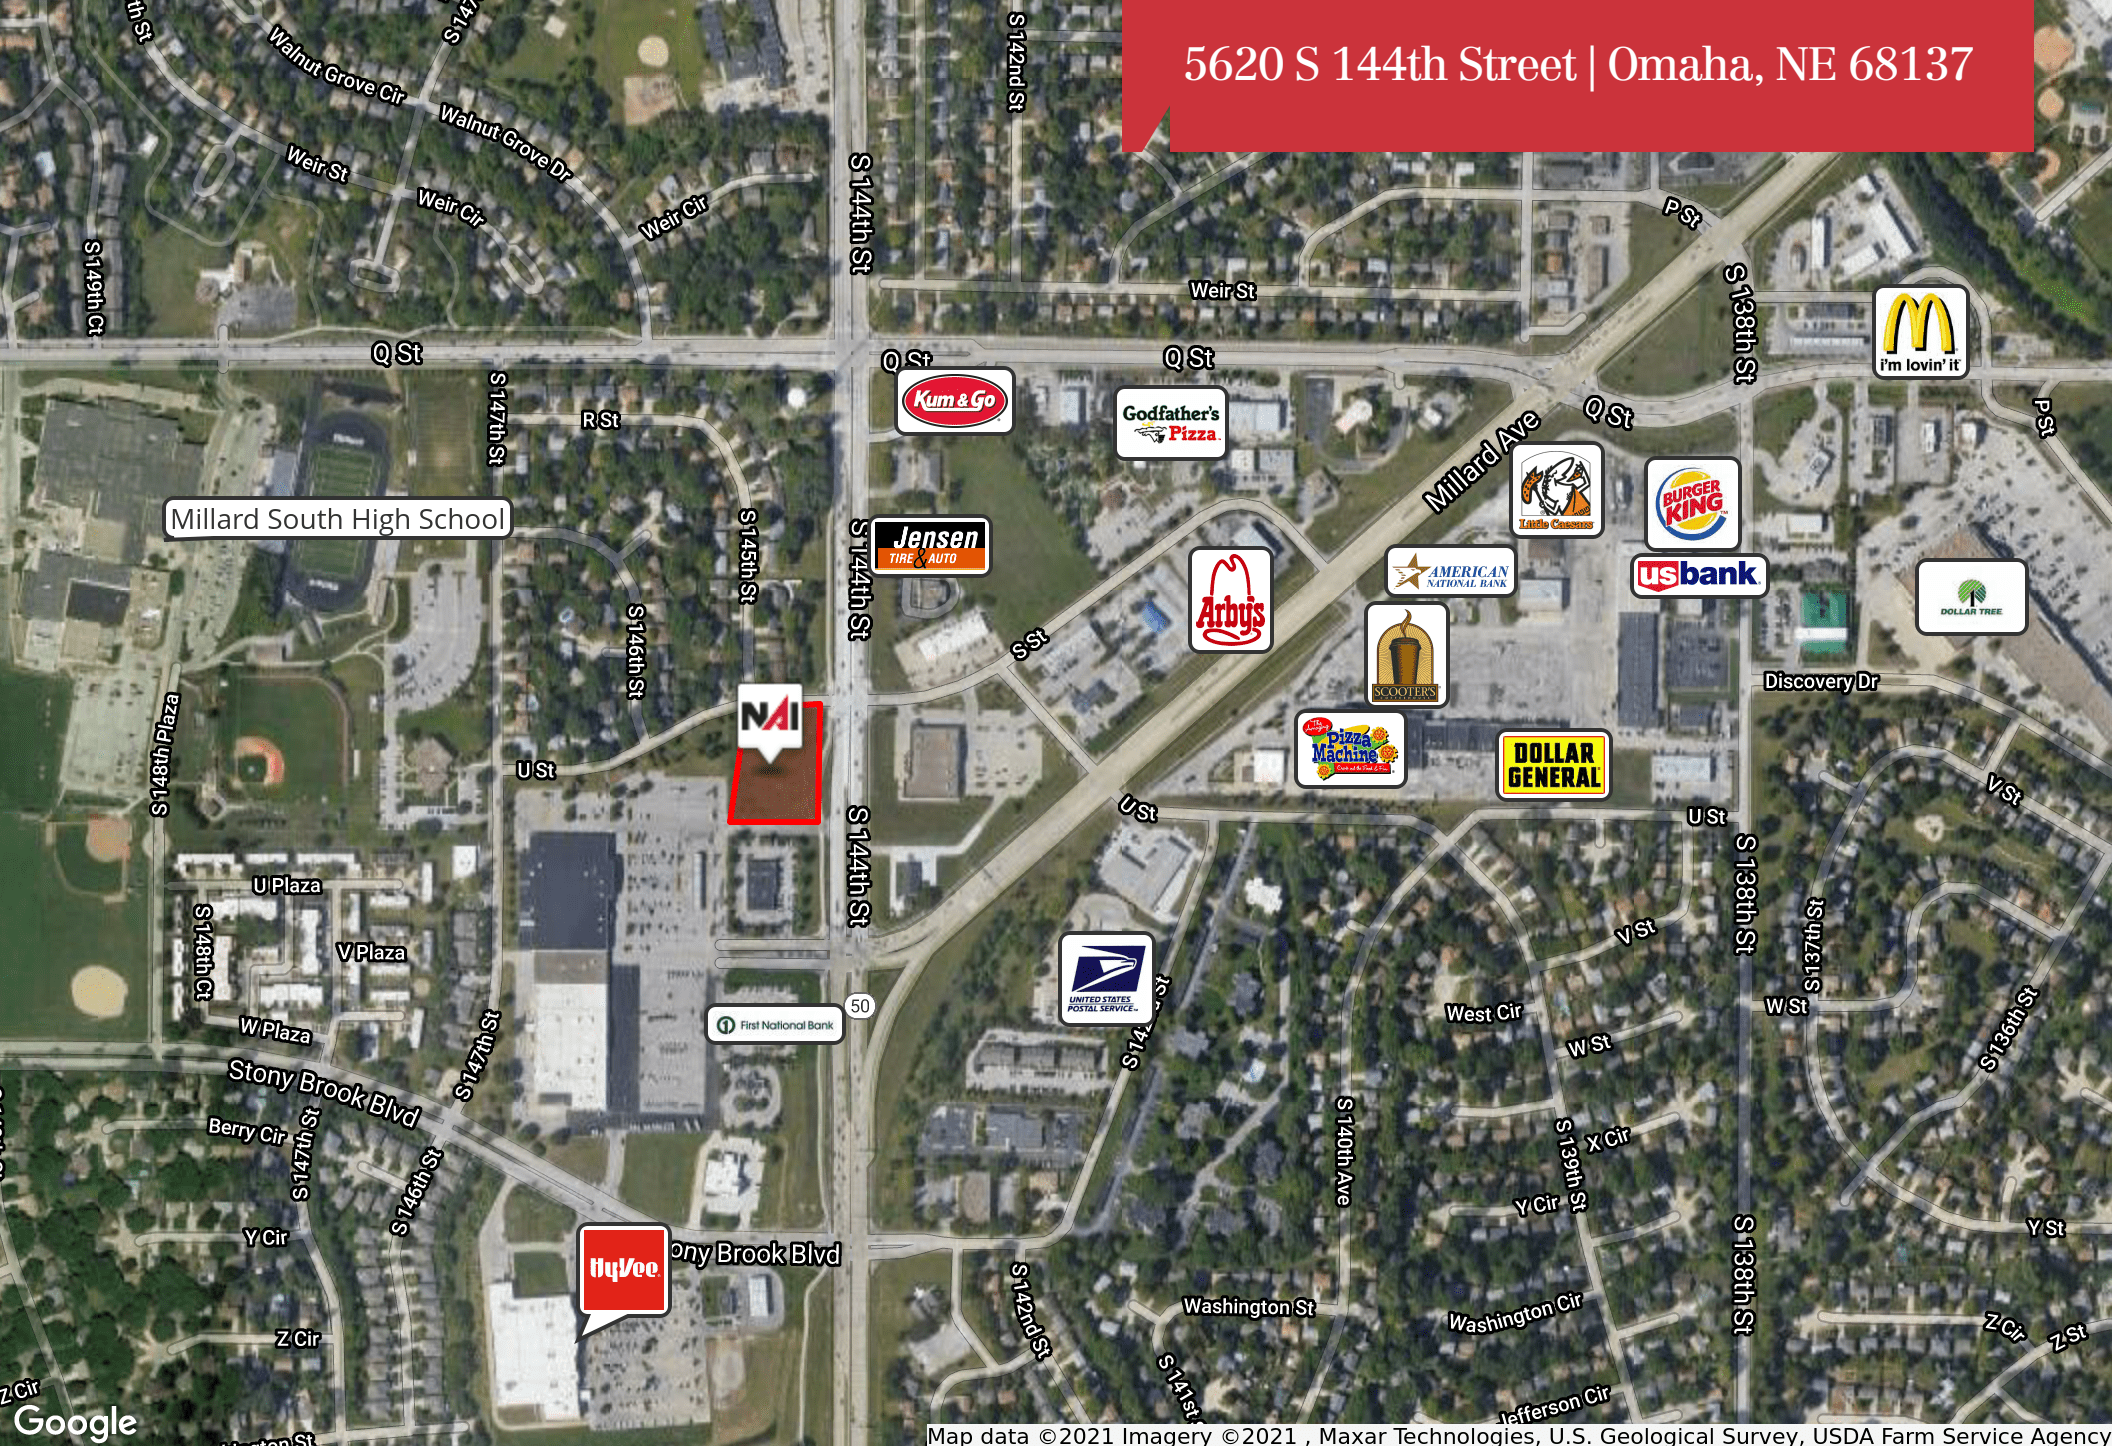 5620 S 144th Street | Omaha, NE 68137
S 147
Walnut Grove Cir
Walnut Grove Dr
Weir St
Weir Cir
Weir Cir
S 149th Ct
S 142nd St
S 144th St
Weir St
P St
S 138th St
i'm lovin' it
Q St
Q St
Q St
Q St
P St
Kum & Go
Godfather's
Pizza
Millard Ave
Little Caesars
BURGER
KING
S 147th St
R St
S 145th St
Millard South High School
Jensen
TIRE & AUTO
S 144th St
AMERICAN
NATIONAL BANK
usbank
DOLLAR TREE
Arby's
S 146th St
S St
SCOOTER'S
Discovery Dr
S 148th Plaza
NAI
Pizza
Machine
DOLLAR
GENERAL
U St
U St
U St
V St
S 144th St
S 138th St
U Plaza
S 148th Ct
V Plaza
V St
S 137th St
UNITED STATES
POSTAL SERVICE
First National Bank
50
West Cir
W St
W St
S 136th St
W Plaza
S 147th St
Stony Brook Blvd
Berry Cir
S 147th St
S 146th St
S 140th Ave
S 139th St
X Cir
Y Cir
Y Cir
Y St
HyVee
ony Brook Blvd
S 138th St
S 142nd St
Washington St
Washington Cir
Z Cir
Z Cir
Z St
Z Cir
S 141st
Jefferson Cir
Google
Map data ©2021 Imagery ©2021 , Maxar Technologies, U.S. Geological Survey, USDA Farm Service Agency